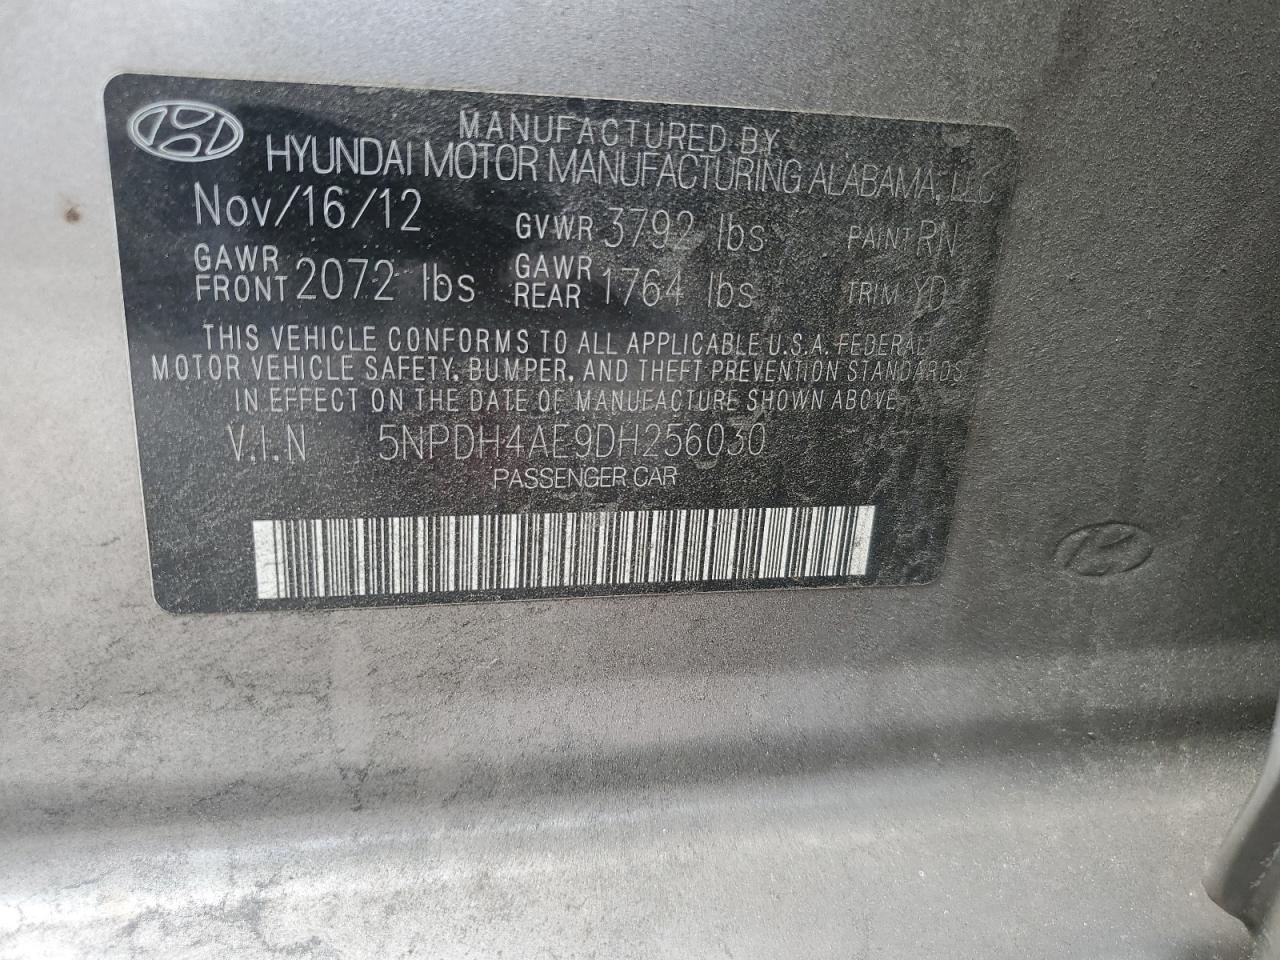 MANUFACTURED BY
HYUNDAI MOTOR MANUFACTURING ALABAMA, LLC
Nov/16/12 GVWR 3792 lbs PAINT RN
GAWR FRONT 2072 lbs GAWR REAR 1764 lbs TRIM YD
THIS VEHICLE CONFORMS TO ALL APPLICABLE U.S.A. FEDERAL
MOTOR VEHICLE SAFETY, BUMPER, AND THEFT PREVENTION STANDARDS
IN EFFECT ON THE DATE OF MANUFACTURE SHOWN ABOVE.
V.I.N 5NPDH4AE9DH256030
PASSENGER CAR